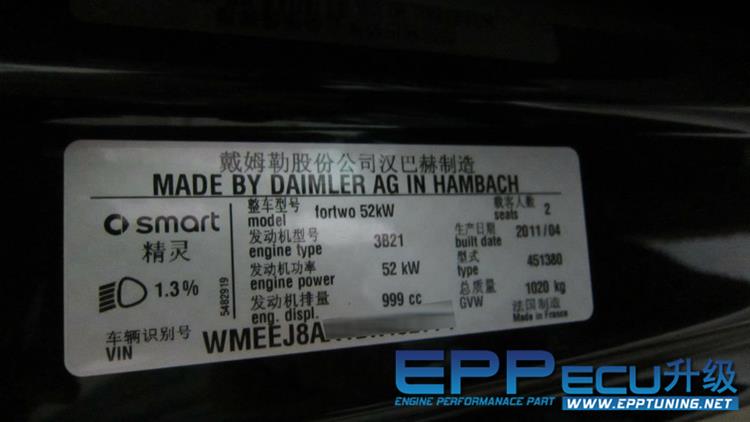 戴姆勒股份公司汉巴赫制造
MADE BY DAIMLER AG IN HAMBACH
smart
精灵
1.3%
5482919
整车型号
model
fortwo 52kW
载客人数
seats
2
发动机型号
engine type
3B21
生产日期
built date
2011/04
发动机功率
engine power
52 kW
型式
type
451380
发动机排量
eng. displ.
999 cc
总质量
GVW
1020 kg
法国制造
Made in France
车辆识别号
VIN
WMEEJ8A
EPP ECU升级
ENGINE PERFORMANACE PART
WWW.EPPTUNING.NET